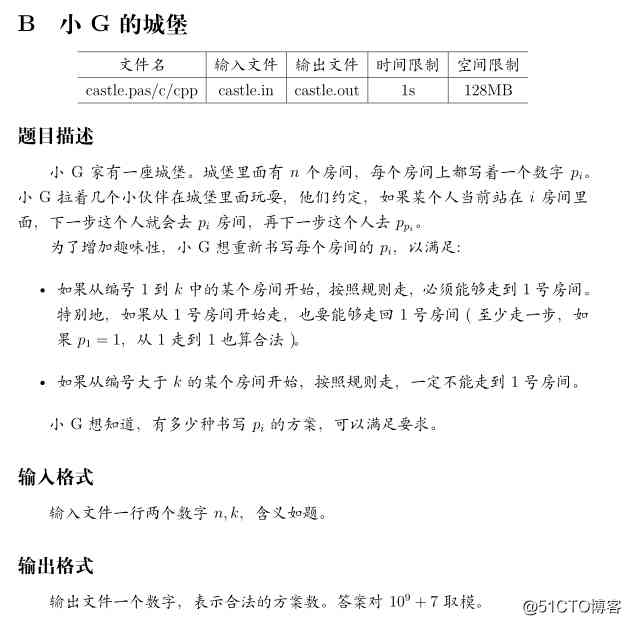 B 小 G 的城堡
文件名 输入文件 输出文件 时间限制 空间限制
castle.pas/c/cpp castle.in castle.out 1s 128MB
题目描述
小 G 家有一座城堡。城堡里面有 n 个房间，每个房间上都写着一个数字 p_i。
小 G 拉着几个小伙伴在城堡里面玩耍，他们约定，如果某个人当前站在 i 房间里
面，下一步这个人就会去 p_i 房间，再下一步这个人去 p_{p_i}。
为了增加趣味性，小 G 想重新书写每个房间的 p_i，以满足：
• 如果从编号 1 到 k 中的某个房间开始，按照规则走，必须能够走到 1 号房间。
特别地，如果从 1 号房间开始走，也要能够走回 1 号房间（至少走一步，如
果 p_1 = 1，从 1 走到 1 也算合法）。
• 如果从编号大于 k 的某个房间开始，按照规则走，一定不能走到 1 号房间。
小 G 想知道，有多少种书写 p_i 的方案，可以满足要求。
输入格式
输入文件一行两个数字 n, k，含义如题。
输出格式
输出文件一个数字，表示合法的方案数。答案对 10^9 + 7 取模。
@51CTO博客